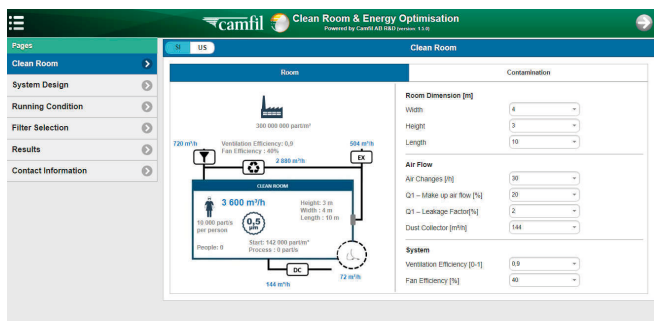 camfil
Clean Room & Energy Optimisation
Powered by Camfil AB R&D (version 1.3.0)
Pages
SI US
Clean Room
Clean Room
System Design
Running Condition
Filter Selection
Results
Contact Information
Room
Contamination
300 000 000 part/m³
720 m³/h
Ventilation Efficiency: 0,9
Fan Efficiency : 40%
504 m³/h
2 880 m³/h
EX
CLEAN ROOM
3 600 m³/h
Height: 3 m
Width : 4 m
Length : 10 m
10 000 part/s
per person
0,5
µm
People: 0
Start: 142 000 part/m³
Process : 0 part/s
DC
144 m³/h
72 m³/h
Room Dimension [m]
Width 4
Height 3
Length 10
Air Flow
Air Changes [/h] 30
Q1 – Make up air flow [%] 20
Q1 – Leakage Factor[%] 2
Dust Collector [m³/h] 144
System
Ventilation Efficiency [0-1] 0.9
Fan Efficiency [%] 40